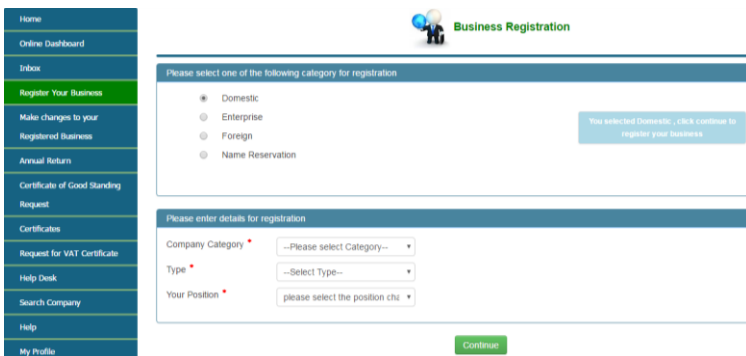 Home
Online Dashboard
Inbox
Register Your Business
Make changes to your
Registered Business
Annual Return
Certificate of Good Standing
Request
Certificates
Request for VAT Certificate
Help Desk
Search Company
Help
My Profile
Business Registration
Please select one of the following category for registration
Domestic
Enterprise
Foreign
Name Reservation
You selected Domestic , click continue to
register your business
Please enter details for registration
Company Category *
--Please select Category--
Type *
--Select Type--
Your Position *
please select the position cha
Continue